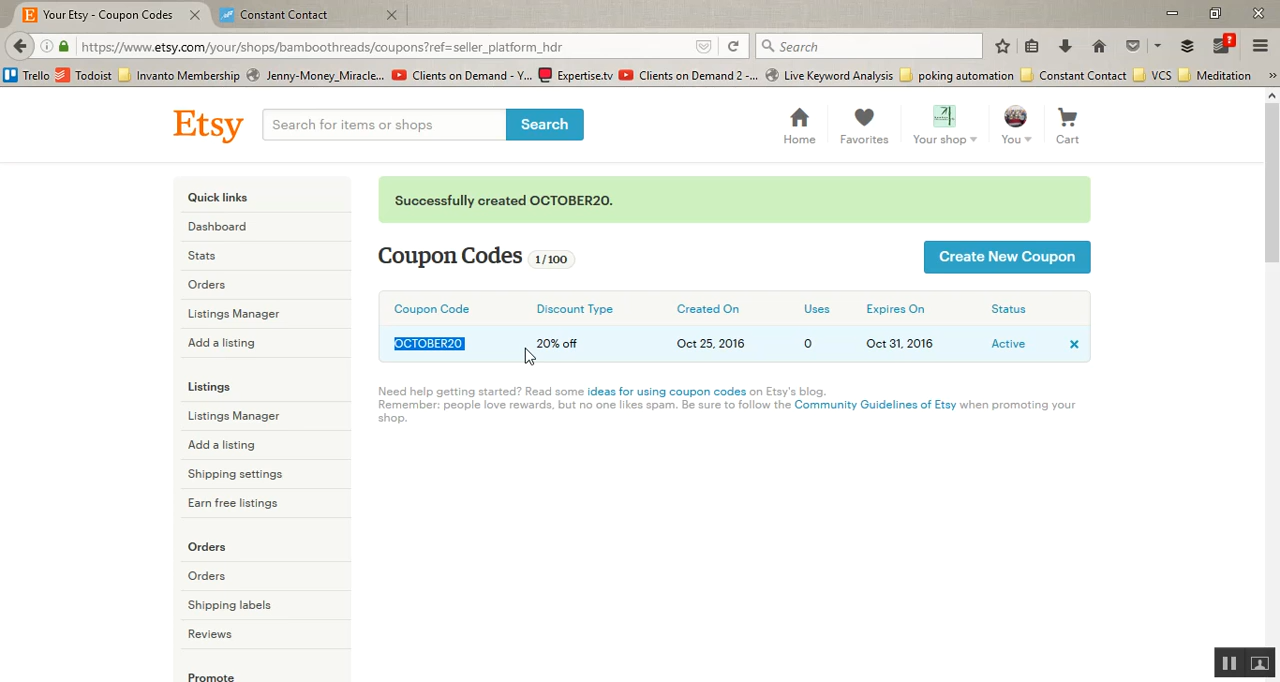 Your Etsy - Coupon Codes
Constant Contact
https://www.etsy.com/your/shops/bamboothreads/coupons?ref=seller_platform_hdr
Search
Trello Todoist Invanto Membership Jenny-Money_Miracle... Clients on Demand - Y... Expertise.tv Clients on Demand 2 -... Live Keyword Analysis poking automation Constant Contact VCS Meditation »
Etsy
Search for items or shops
Search
Home
Favorites
Your shop
You
Cart
Quick links
Dashboard
Stats
Orders
Listings Manager
Add a listing
Listings
Listings Manager
Add a listing
Shipping settings
Earn free listings
Orders
Orders
Shipping labels
Reviews
Promote
Successfully created OCTOBER20.
Coupon Codes 1 / 100
Create New Coupon
Coupon Code Discount Type Created On Uses Expires On Status
OCTOBER20 20% off Oct 25, 2016 0 Oct 31, 2016 Active
Need help getting started? Read some ideas for using coupon codes on Etsy's blog.
Remember: people love rewards, but no one likes spam. Be sure to follow the Community Guidelines of Etsy when promoting your
shop.